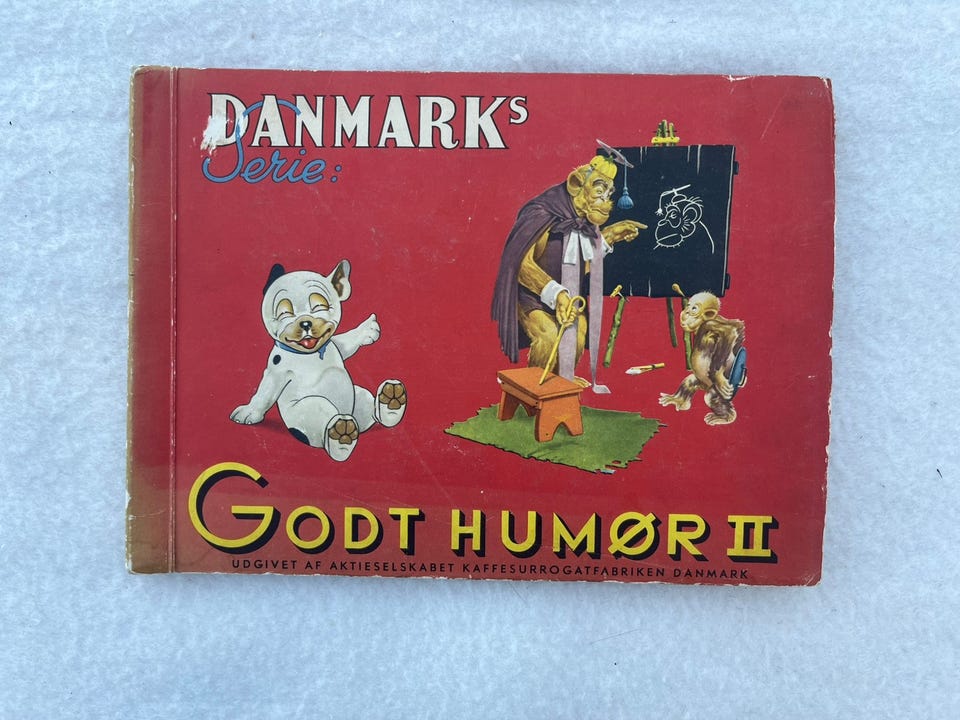 DANMARKS
Serie:
GODT HUMØR II
UDGIVET AF AKTIESELSKABET KAFFESURROGATFABRIKEN DANMARK